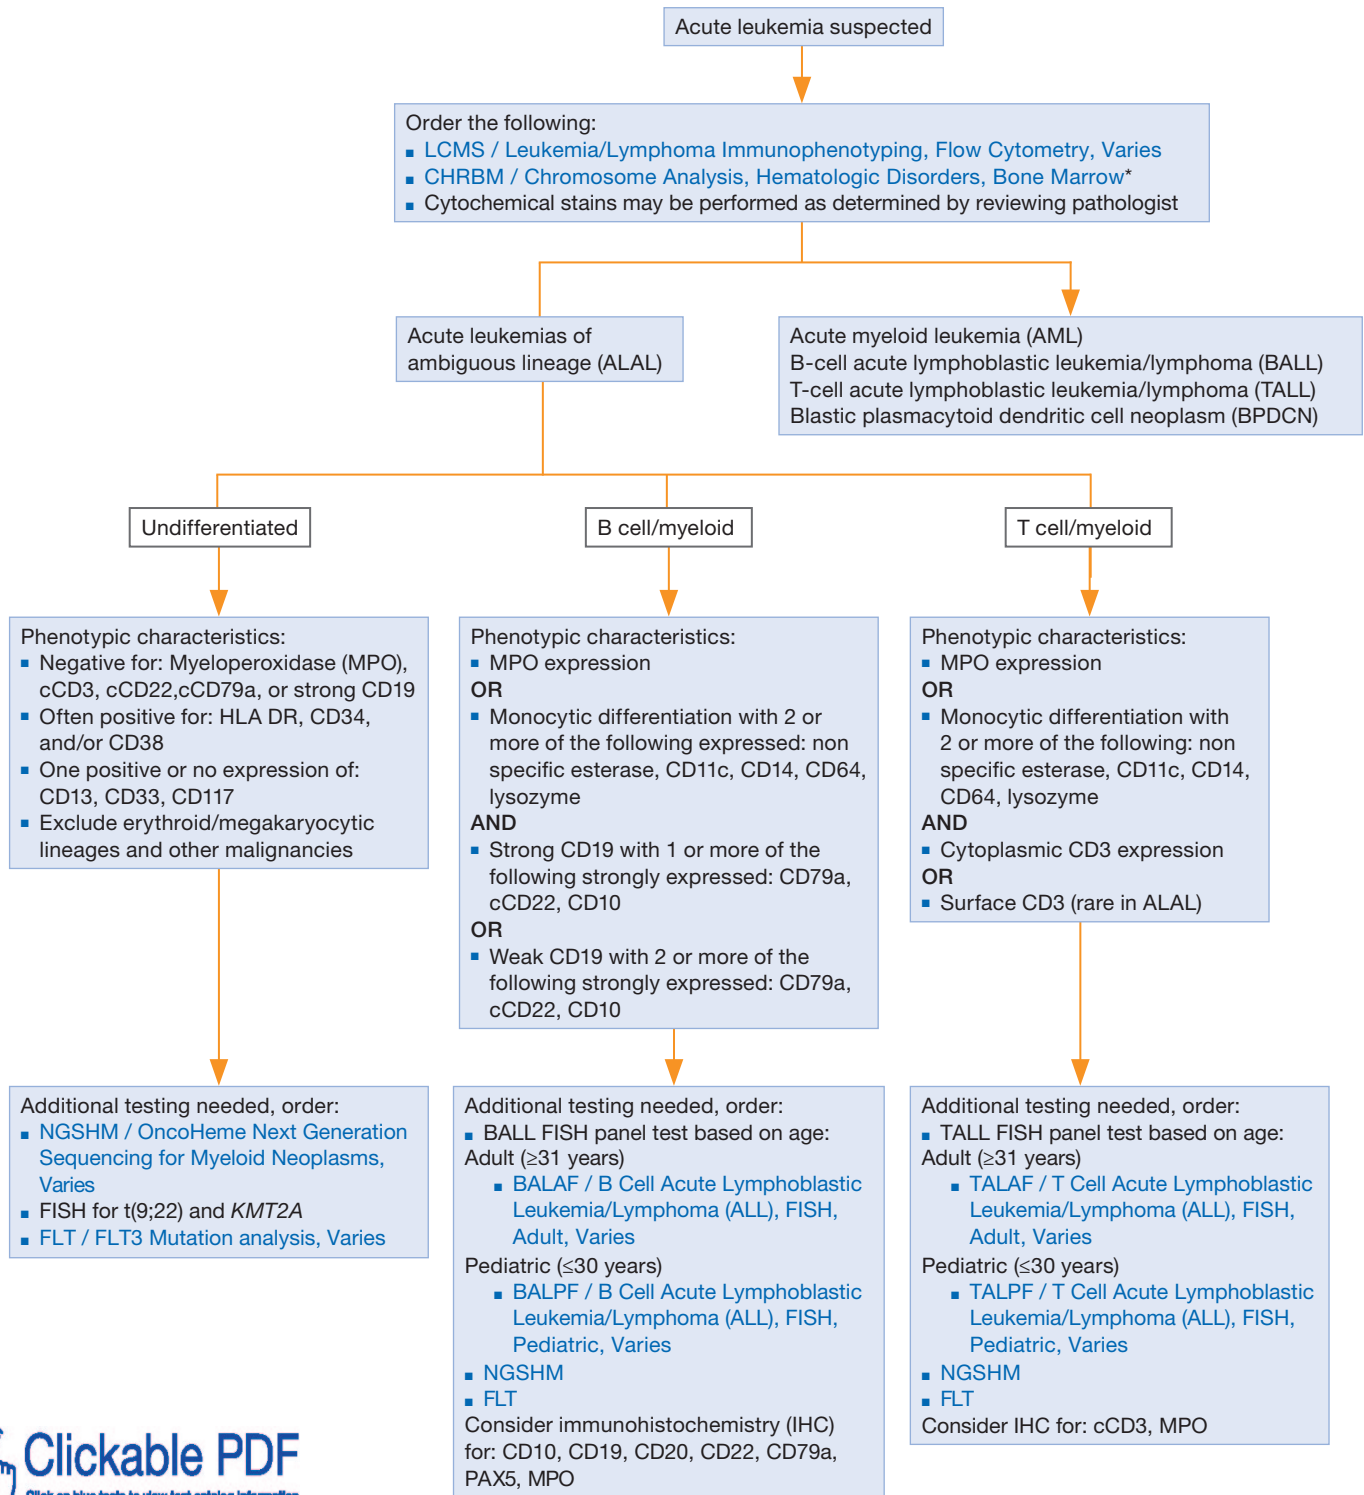 Acute leukemia suspected
Order the following:
▪ LCMS / Leukemia/Lymphoma Immunophenotyping, Flow Cytometry, Varies
▪ CHRBM / Chromosome Analysis, Hematologic Disorders, Bone Marrow*
▪ Cytochemical stains may be performed as determined by reviewing pathologist
Acute leukemias of
ambiguous lineage (ALAL)
Acute myeloid leukemia (AML)
B-cell acute lymphoblastic leukemia/lymphoma (BALL)
T-cell acute lymphoblastic leukemia/lymphoma (TALL)
Blastic plasmacytoid dendritic cell neoplasm (BPDCN)
Undifferentiated
B cell/myeloid
T cell/myeloid
Phenotypic characteristics:
▪ Negative for: Myeloperoxidase (MPO),
cCD3, cCD22,cCD79a, or strong CD19
▪ Often positive for: HLA DR, CD34,
and/or CD38
▪ One positive or no expression of:
CD13, CD33, CD117
▪ Exclude erythroid/megakaryocytic
lineages and other malignancies
Phenotypic characteristics:
▪ MPO expression
OR
▪ Monocytic differentiation with 2 or
more of the following expressed: non
specific esterase, CD11c, CD14, CD64,
lysozyme
AND
▪ Strong CD19 with 1 or more of the
following strongly expressed: CD79a,
cCD22, CD10
OR
▪ Weak CD19 with 2 or more of the
following strongly expressed: CD79a,
cCD22, CD10
Phenotypic characteristics:
▪ MPO expression
OR
▪ Monocytic differentiation with
2 or more of the following: non
specific esterase, CD11c, CD14,
CD64, lysozyme
AND
▪ Cytoplasmic CD3 expression
OR
▪ Surface CD3 (rare in ALAL)
Additional testing needed, order:
▪ NGSHM / OncoHeme Next Generation
Sequencing for Myeloid Neoplasms,
Varies
▪ FISH for t(9;22) and KMT2A
▪ FLT / FLT3 Mutation analysis, Varies
Additional testing needed, order:
▪ BALL FISH panel test based on age:
Adult (≥31 years)
▪ BALAF / B Cell Acute Lymphoblastic
Leukemia/Lymphoma (ALL), FISH,
Adult, Varies
Pediatric (≤30 years)
▪ BALPF / B Cell Acute Lymphoblastic
Leukemia/Lymphoma (ALL), FISH,
Pediatric, Varies
▪ NGSHM
▪ FLT
Consider immunohistochemistry (IHC)
for: CD10, CD19, CD20, CD22, CD79a,
PAX5, MPO
Additional testing needed, order:
▪ TALL FISH panel test based on age:
Adult (≥31 years)
▪ TALAF / T Cell Acute Lymphoblastic
Leukemia/Lymphoma (ALL), FISH,
Adult, Varies
Pediatric (≤30 years)
▪ TALPF / T Cell Acute Lymphoblastic
Leukemia/Lymphoma (ALL), FISH,
Pediatric, Varies
▪ NGSHM
▪ FLT
Consider IHC for: cCD3, MPO
Clickable PDF
Click on blue tests to view test catalog information